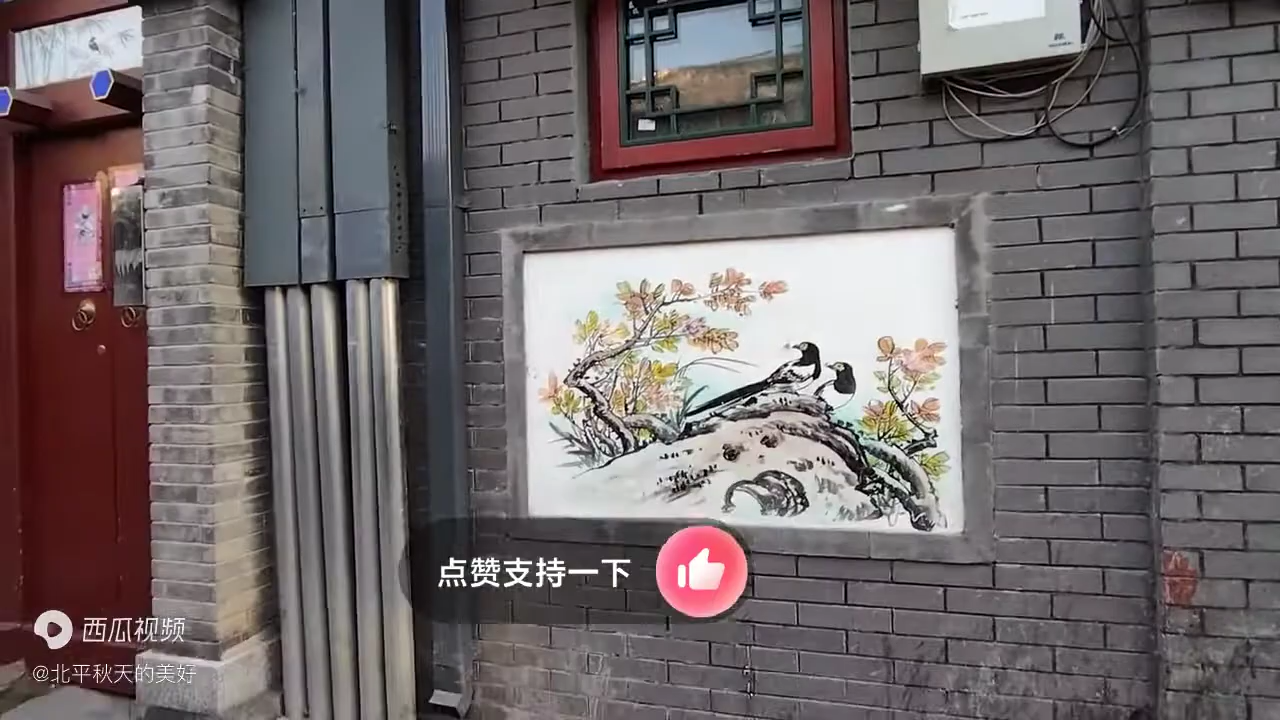 点赞支持一下
西瓜视频
@北平秋天的美好